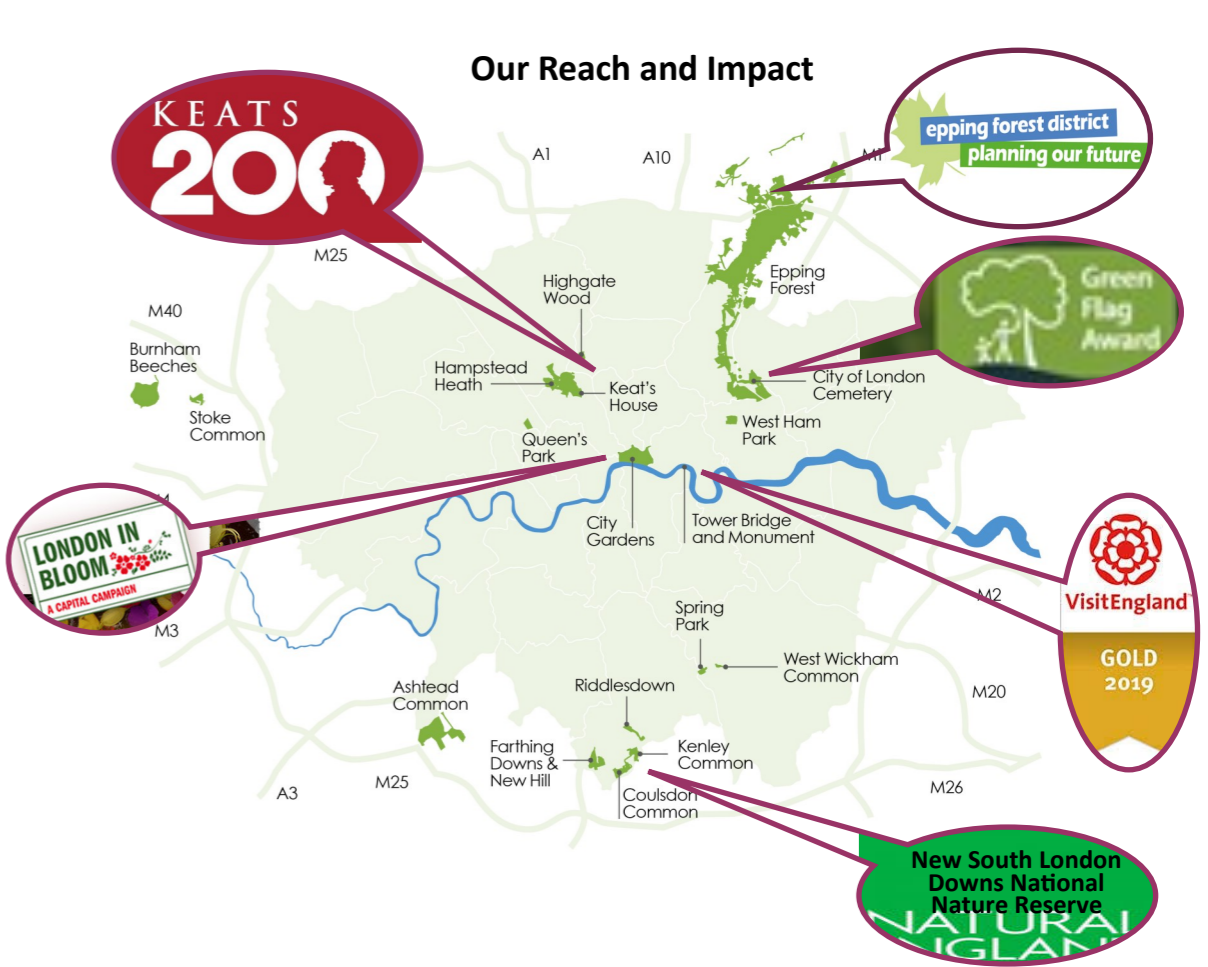 Our Reach and Impact
KEATS
200
epping forest district
planning our future
A1
A10
M25
Green
Flag
Award
Epping
Forest
Highgate
Wood
M40
Burnham
Beeches
Hampstead
Heath
Keat's
House
City of London
Cemetery
Stoke
Common
West Ham
Park
Queen's
Park
LONDON IN
BLOOM
A CAPITAL CAMPAIGN
City
Gardens
Tower Bridge
and Monument
VisitEngland
GOLD
2019
M2
M3
Spring
Park
West Wickham
Common
Riddlesdown
Ashtead
Common
M20
Farthing
Downs &
New Hill
Kenley
Common
M25
A3
Coulsdon
Common
M26
New South London
Downs National
Nature Reserve
NATURAL
ENGLAND